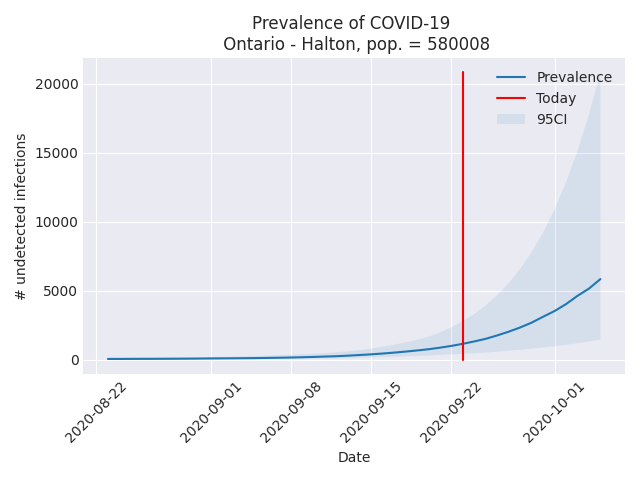 Prevalence of COVID-19
Ontario - Halton, pop. = 580008
Prevalence
Today
95CI
20000
15000
10000
5000
0
# undetected infections
2020-08-22
2020-09-01
2020-09-08
2020-09-15
2020-09-22
2020-10-01
Date